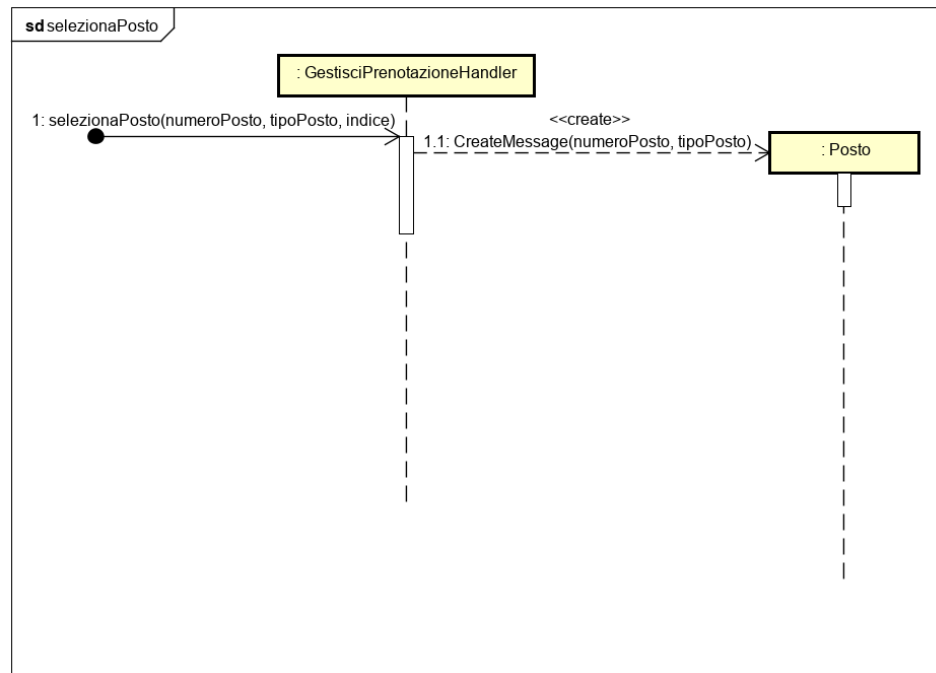 sd selezionaPosto
: GestisciPrenotazioneHandler
1: selezionaPosto(numeroPosto, tipoPosto, indice)
<<create>>
1.1: CreateMessage(numeroPosto, tipoPosto)
: Posto